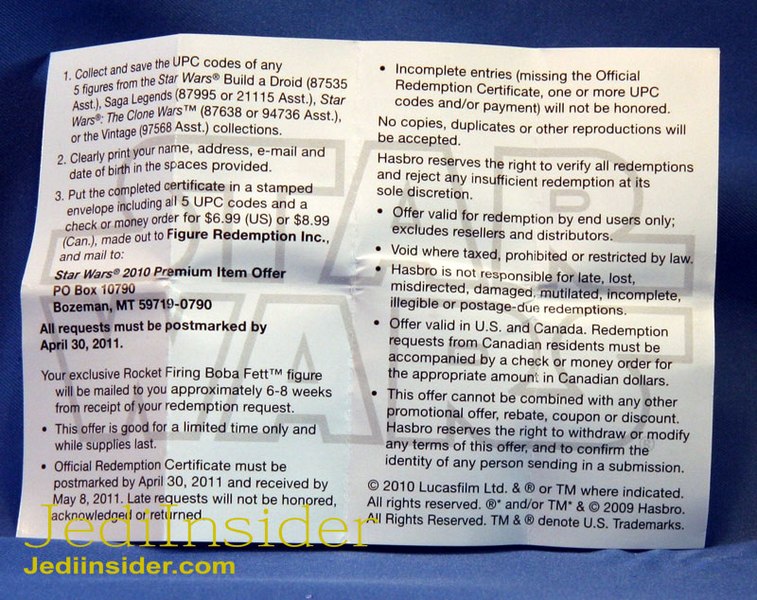 1. Collect and save the UPC codes of any
5 figures from the Star Wars® Build a Droid (87535
Asst.), Saga Legends (87995 or 21115 Asst.), Star
Wars®: The Clone Wars™ (87638 or 94736 Asst.),
or the Vintage (97568 Asst.) collections.
2. Clearly print your name, address, e-mail and
date of birth in the spaces provided.
3. Put the completed certificate in a stamped
envelope including all 5 UPC codes and a
check or money order for $6.99 (US) or $8.99
(Can.), made out to Figure Redemption Inc.,
and mail to:
Star Wars® 2010 Premium Item Offer
PO Box 10790
Bozeman, MT 59719-0790
All requests must be postmarked by
April 30, 2011.
Your exclusive Rocket Firing Boba Fett™ figure
will be mailed to you approximately 6-8 weeks
from receipt of your redemption request.
• This offer is good for a limited time only and
while supplies last.
• Official Redemption Certificate must be
postmarked by April 30, 2011 and received by
May 8, 2011. Late requests will not be honored,
acknowledged or returned.
• Incomplete entries (missing the Official
Redemption Certificate, one or more UPC
codes and/or payment) will not be honored.
No copies, duplicates or other reproductions will
be accepted.
Hasbro reserves the right to verify all redemptions
and reject any insufficient redemption at its
sole discretion.
• Offer valid for redemption by end users only;
excludes resellers and distributors.
• Void where taxed, prohibited or restricted by law.
• Hasbro is not responsible for late, lost,
misdirected, damaged, mutilated, incomplete,
illegible or postage-due redemptions.
• Offer valid in U.S. and Canada. Redemption
requests from Canadian residents must be
accompanied by a check or money order for
the appropriate amount in Canadian dollars.
• This offer cannot be combined with any other
promotional offer, rebate, coupon or discount.
Hasbro reserves the right to withdraw or modify
any terms of this offer, and to confirm the
identity of any person sending in a submission.
© 2010 Lucasfilm Ltd. & ® or TM where indicated.
All rights reserved. ®* and/or TM* & © 2009 Hasbro.
All Rights Reserved. TM & ® denote U.S. Trademarks.
STAR
WARS®
JediInsider
Jediinsider.com